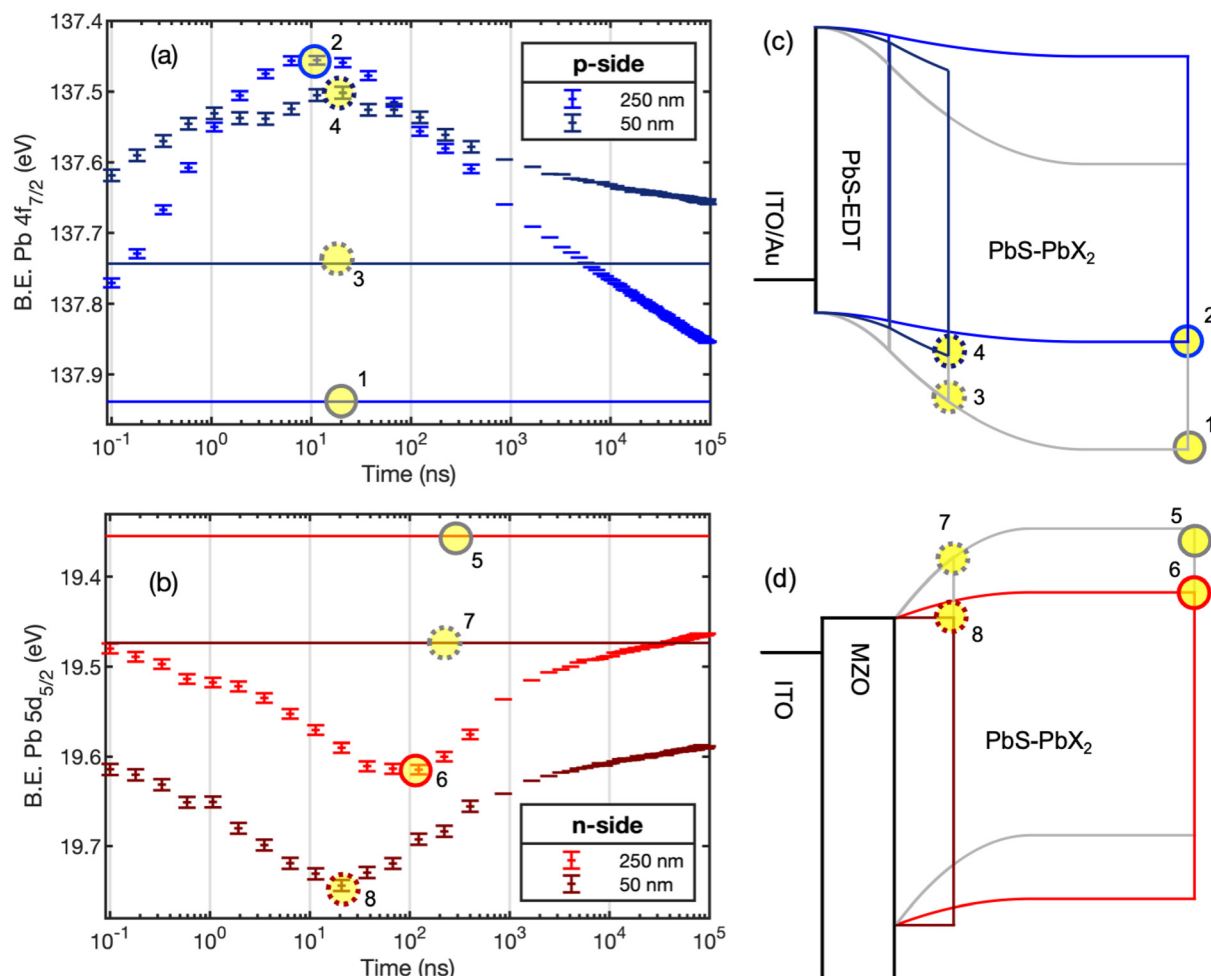 (a)
137.4
137.5
137.6
137.7
137.8
137.9
B.E. Pb 4f7/2 (eV)
2
4
3
1
p-side
250 nm
50 nm
10^-1
10^0
10^1
10^2
10^3
10^4
10^5
Time (ns)
(b)
19.4
19.5
19.6
19.7
B.E. Pb 5d5/2 (eV)
5
7
6
8
n-side
250 nm
50 nm
10^-1
10^0
10^1
10^2
10^3
10^4
10^5
Time (ns)
(c)
ITO/Au
PbS-EDT
PbS-PbX2
2
4
3
1
(d)
ITO
MZO
PbS-PbX2
7
5
6
8